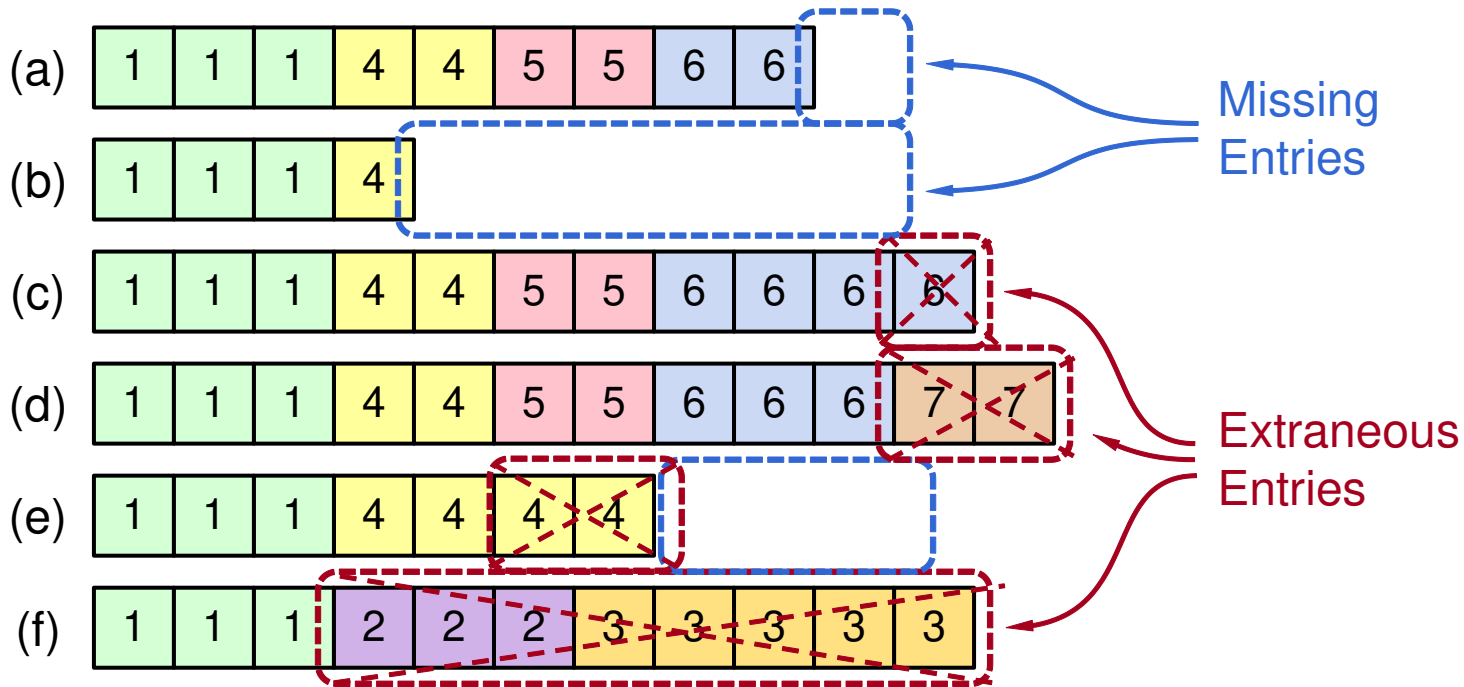 (a) 1 1 1 4 4 5 5 6 6
Missing
Entries
(b) 1 1 1 4
(c) 1 1 1 4 4 5 5 6 6 6 6
(d) 1 1 1 4 4 5 5 6 6 6 7 7
Extraneous
Entries
(e) 1 1 1 4 4 4 4
(f) 1 1 1 2 2 2 3 3 3 3 3